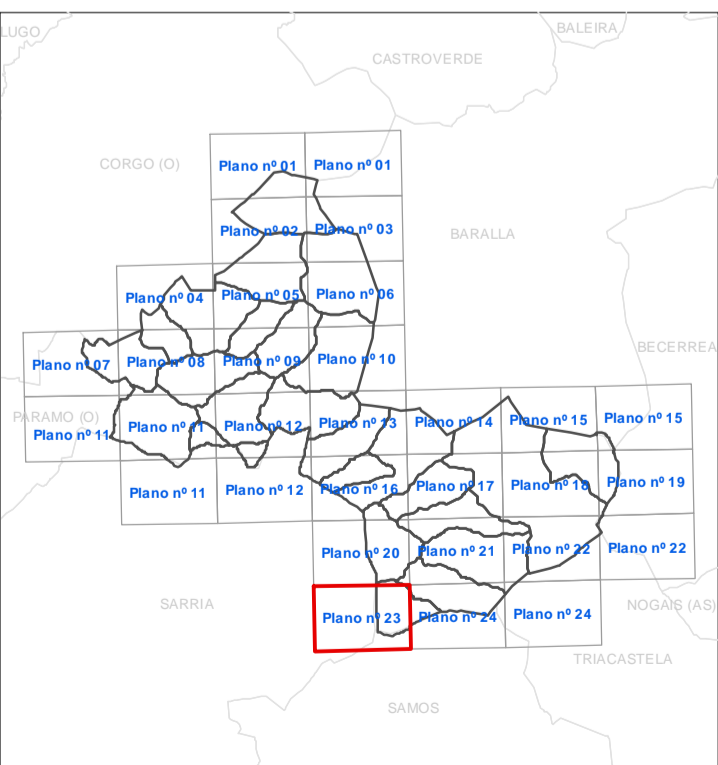 LUGO
BALEIRA
CASTROVERDE
CORGO (O)
Plano nº 01
Plano nº 01
Plano nº 02
Plano nº 03
BARALLA
Plano nº 04
Plano nº 05
Plano nº 06
BECERREA
Plano nº 07
Plano nº 08
Plano nº 09
Plano nº 10
PARAMO (O)
Plano nº 11
Plano nº 11
Plano nº 12
Plano nº 13
Plano nº 14
Plano nº 15
Plano nº 15
Plano nº 11
Plano nº 12
Plano nº 16
Plano nº 17
Plano nº 18
Plano nº 19
Plano nº 20
Plano nº 21
Plano nº 22
Plano nº 22
SARRIA
NOGAIS (AS)
Plano nº 23
Plano nº 24
Plano nº 24
TRIACASTELA
SAMOS